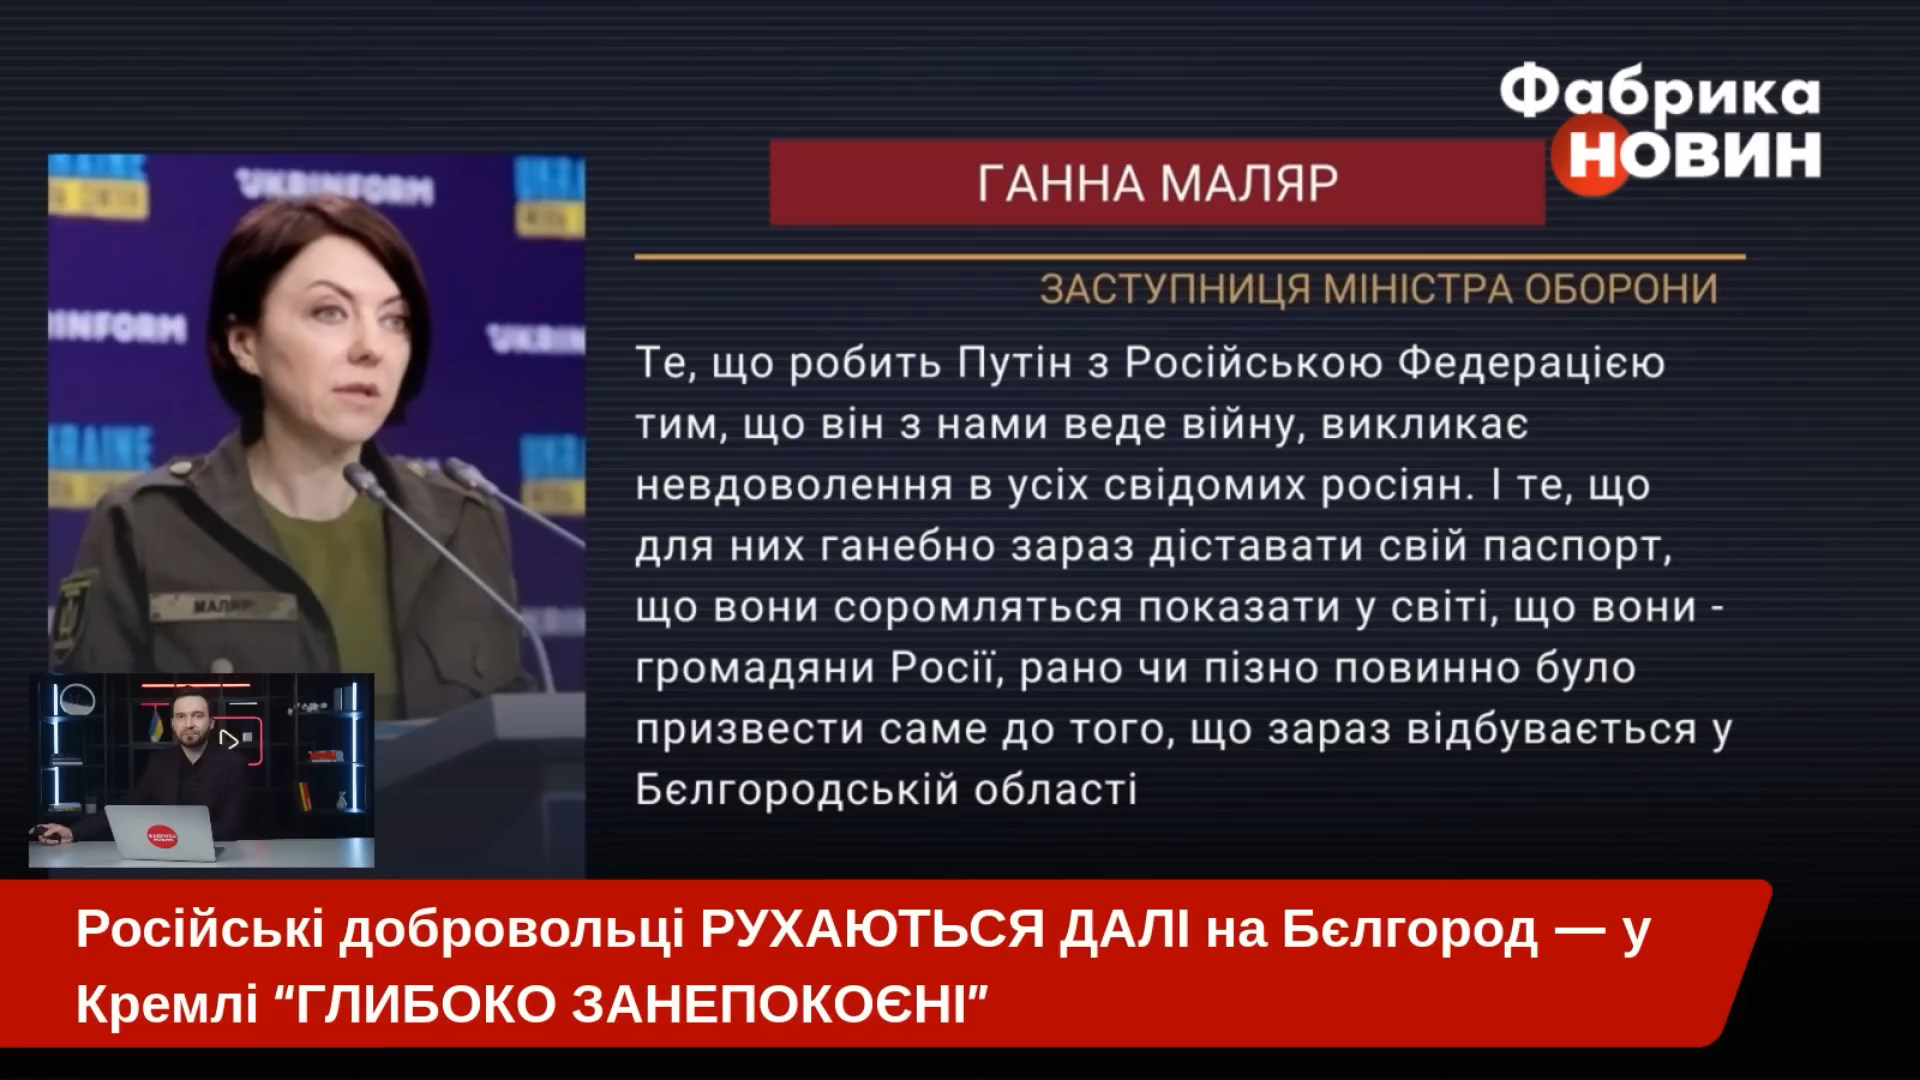 Фабрика
новин
ГАННА МАЛЯР
ЗАСТУПНИЦЯ МІНІСТРА ОБОРОНИ
Те, що робить Путін з Російською Федерацією
тим, що він з нами веде війну, викликає
невдоволення в усіх свідомих росіян. І те, що
для них ганебно зараз діставати свій паспорт,
що вони соромляться показати у світі, що вони -
громадяни Росії, рано чи пізно повинно було
призвести саме до того, що зараз відбувається у
Бєлгородській області
UKRINFORM
UKRAINE
МАЛЯР
Російські добровольці РУХАЮТЬСЯ ДАЛІ на Бєлгород — у
Кремлі “ГЛИБОКО ЗАНЕПОКОЄНІ”